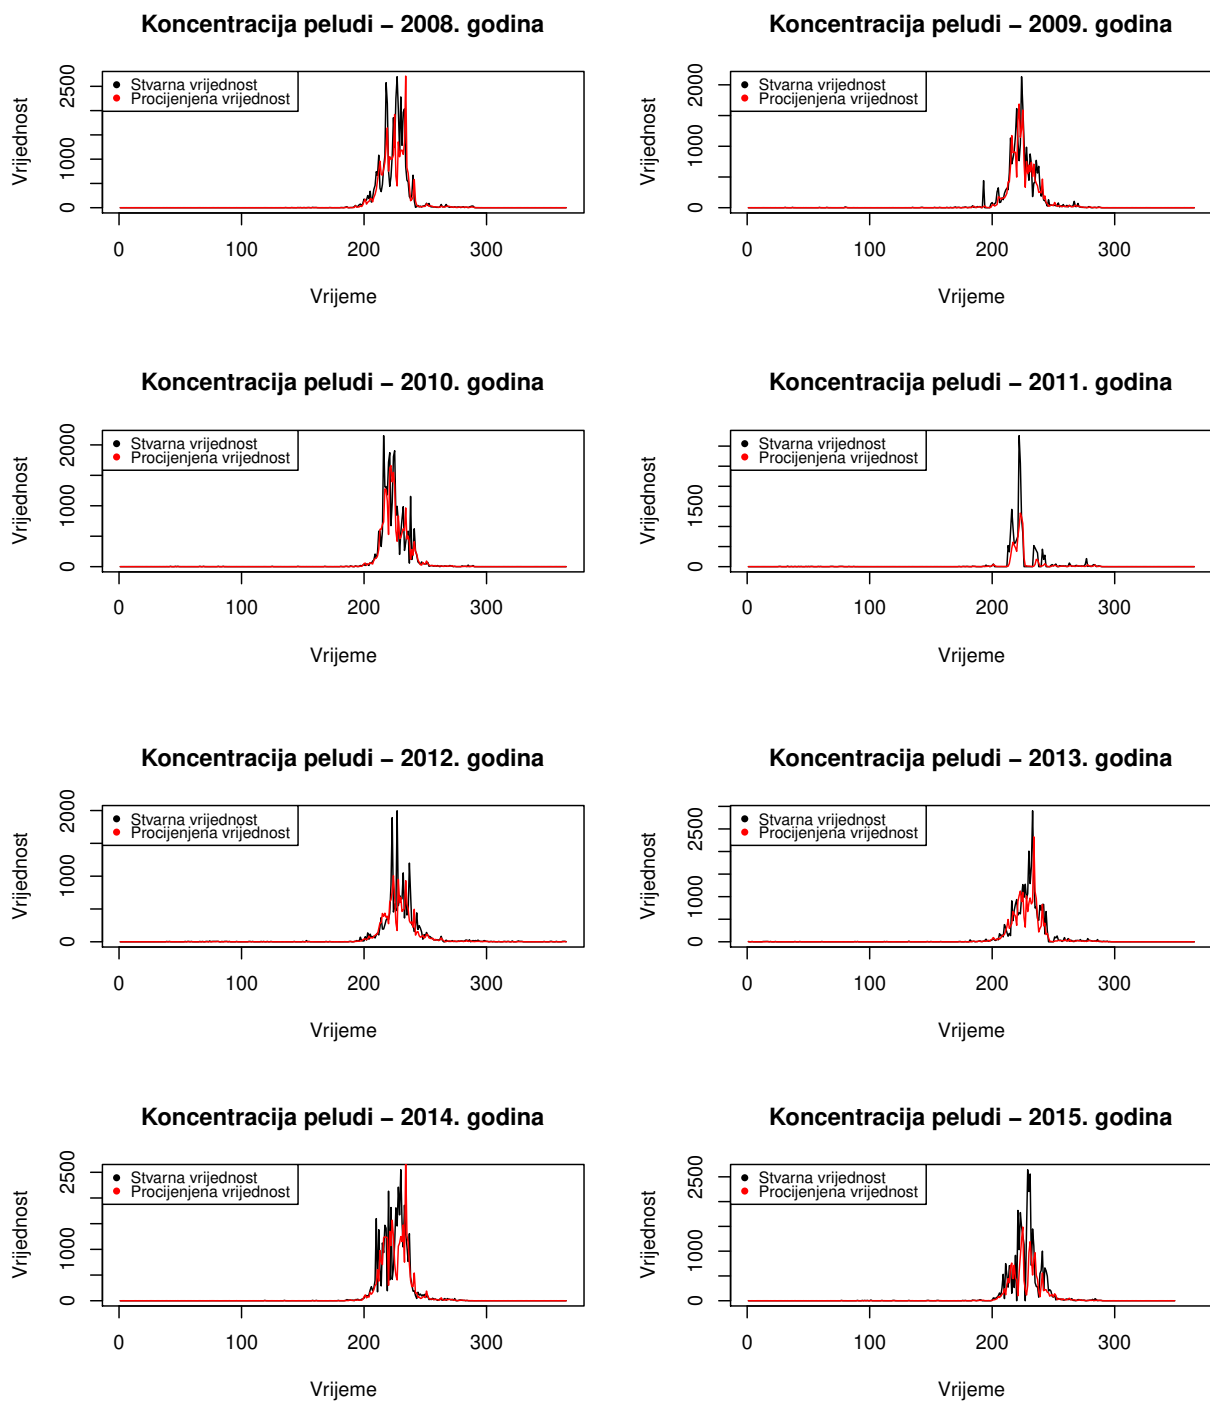 Koncentracija peludi – 2008. godina
Vrijednost
0 1000 2500
Stvarna vrijednost
Procijenjena vrijednost
0 100 200 300
Vrijeme
Koncentracija peludi – 2009. godina
Vrijednost
0 1000 2000
Stvarna vrijednost
Procijenjena vrijednost
0 100 200 300
Vrijeme
Koncentracija peludi – 2010. godina
Vrijednost
0 1000 2000
Stvarna vrijednost
Procijenjena vrijednost
0 100 200 300
Vrijeme
Koncentracija peludi – 2011. godina
Vrijednost
0 1500
Stvarna vrijednost
Procijenjena vrijednost
0 100 200 300
Vrijeme
Koncentracija peludi – 2012. godina
Vrijednost
0 1000 2000
Stvarna vrijednost
Procijenjena vrijednost
0 100 200 300
Vrijeme
Koncentracija peludi – 2013. godina
Vrijednost
0 1000 2500
Stvarna vrijednost
Procijenjena vrijednost
0 100 200 300
Vrijeme
Koncentracija peludi – 2014. godina
Vrijednost
0 1000 2500
Stvarna vrijednost
Procijenjena vrijednost
0 100 200 300
Vrijeme
Koncentracija peludi – 2015. godina
Vrijednost
0 1000 2500
Stvarna vrijednost
Procijenjena vrijednost
0 100 200 300
Vrijeme